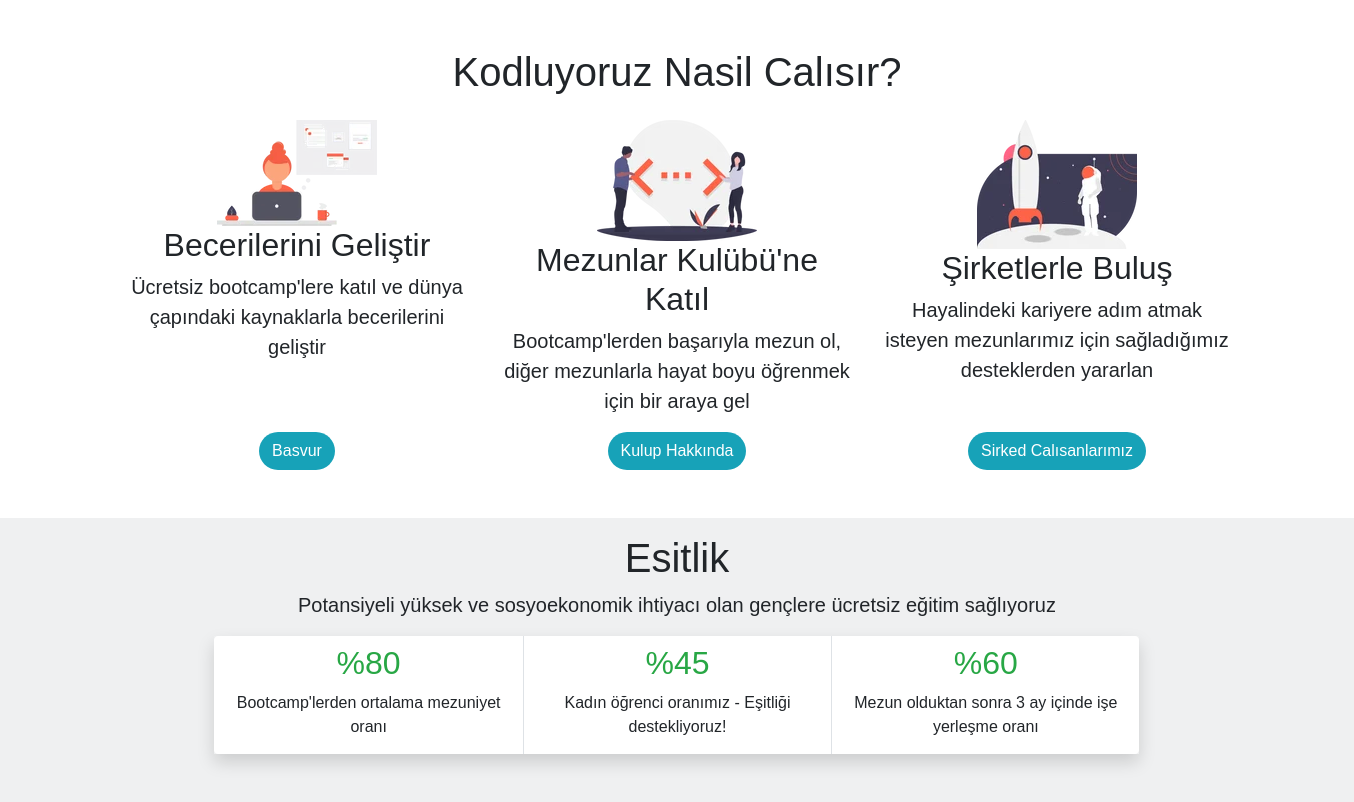 Kodluyoruz Nasil Calısır?
Becerilerini Geliştir
Ücretsiz bootcamp'lere katıl ve dünya
çapındaki kaynaklarla becerilerini
geliştir
Basvur
Mezunlar Kulübü'ne
Katıl
Bootcamp'lerden başarıyla mezun ol,
diğer mezunlarla hayat boyu öğrenmek
için bir araya gel
Kulup Hakkında
Şirketlerle Buluş
Hayalindeki kariyere adım atmak
isteyen mezunlarımız için sağladığımız
desteklerden yararlan
Sirked Calısanlarımız
Esitlik
Potansiyeli yüksek ve sosyoekonomik ihtiyacı olan gençlere ücretsiz eğitim sağlıyoruz
%80
Bootcamp'lerden ortalama mezuniyet
oranı
%45
Kadın öğrenci oranımız - Eşitliği
destekliyoruz!
%60
Mezun olduktan sonra 3 ay içinde işe
yerleşme oranı